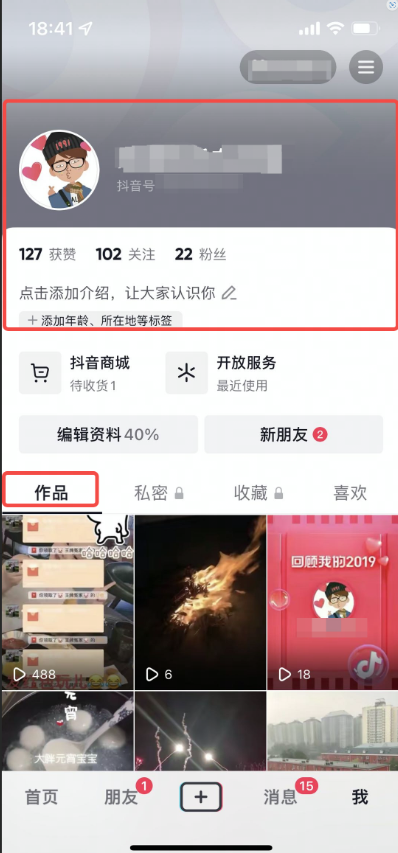 18:41
抖音号
127 获赞 102 关注 22 粉丝
点击添加介绍，让大家认识你
+ 添加年龄、所在地等标签
抖音商城
待收货1
开放服务
最近使用
编辑资料 40%
新朋友 2
作品 私密 收藏 喜欢
回顾我的2019
488
6
18
大胖元宵宝宝
首页
朋友 1
+
消息 15
我